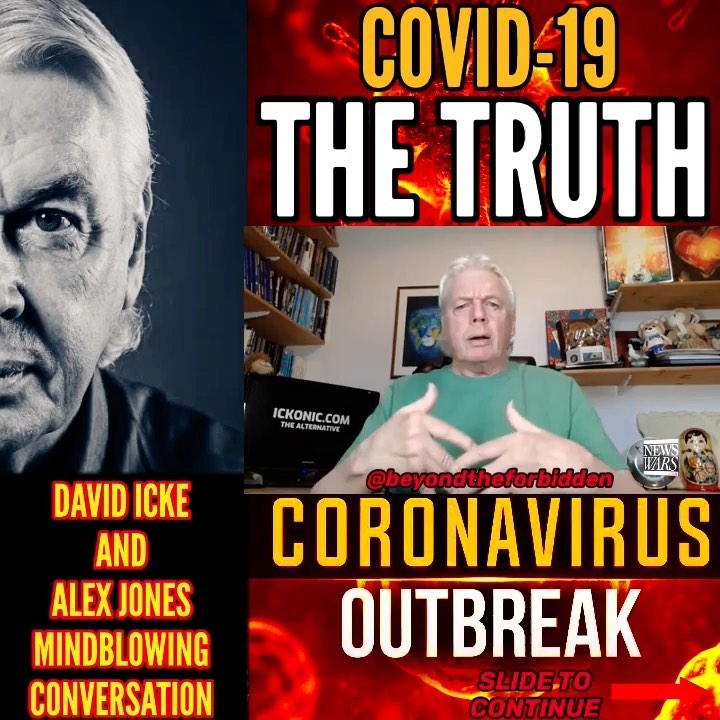 COVID-19
THE TRUTH
ICKONIC.COM
THE ALTERNATIVE
NEWS
WARS
@beyondtheforbidden
DAVID ICKE
AND
ALEX JONES
MINDBLOWING
CONVERSATION
CORONAVIRUS
OUTBREAK
SLIDE TO
CONTINUE